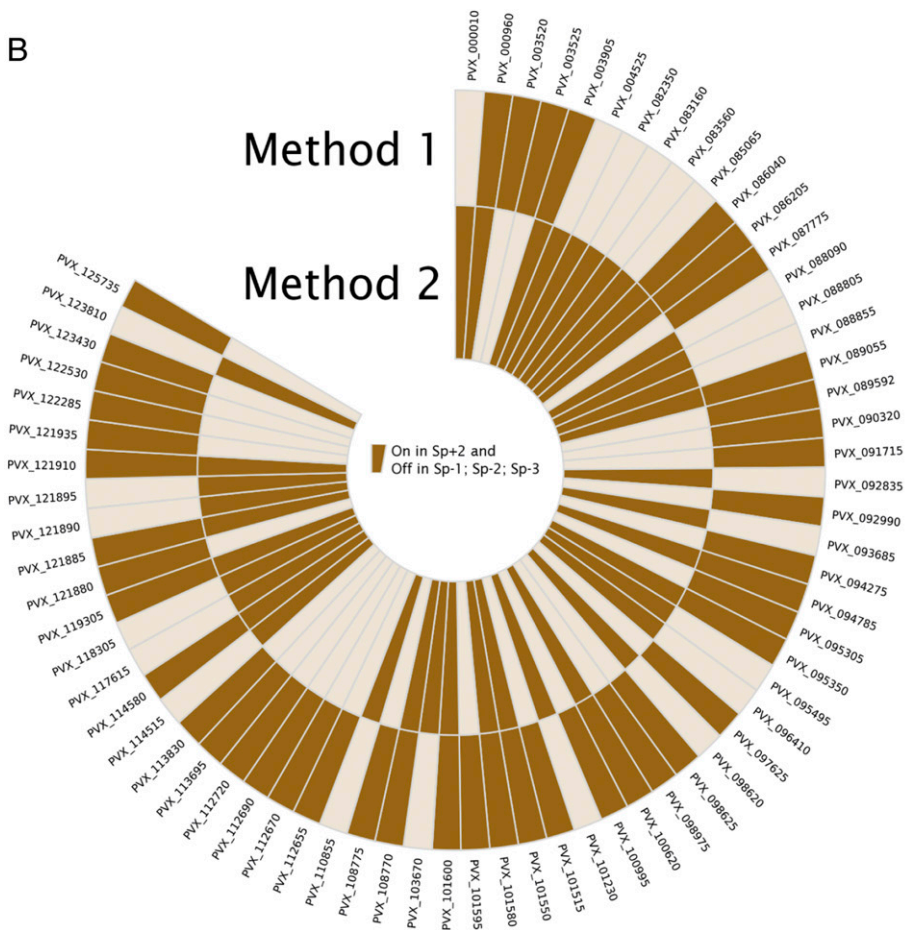 B
Method 1
Method 2
On in Sp+2 and
Off in Sp-1; Sp-2; Sp-3
PVX_000010
PVX_000960
PVX_003520
PVX_003525
PVX_003905
PVX_004525
PVX_082350
PVX_083160
PVX_083560
PVX_085065
PVX_086040
PVX_086205
PVX_087775
PVX_088090
PVX_088805
PVX_088855
PVX_089055
PVX_089592
PVX_090320
PVX_091715
PVX_092835
PVX_092990
PVX_093685
PVX_094275
PVX_094785
PVX_095305
PVX_095350
PVX_095495
PVX_096410
PVX_097625
PVX_098620
PVX_098625
PVX_098975
PVX_100620
PVX_100995
PVX_101230
PVX_101515
PVX_101550
PVX_101580
PVX_101595
PVX_101600
PVX_103670
PVX_108770
PVX_108775
PVX_110855
PVX_112655
PVX_112670
PVX_112690
PVX_112720
PVX_113695
PVX_113830
PVX_114515
PVX_114580
PVX_117615
PVX_118305
PVX_119305
PVX_121880
PVX_121885
PVX_121890
PVX_121895
PVX_121910
PVX_121935
PVX_122285
PVX_122530
PVX_123430
PVX_123810
PVX_125735